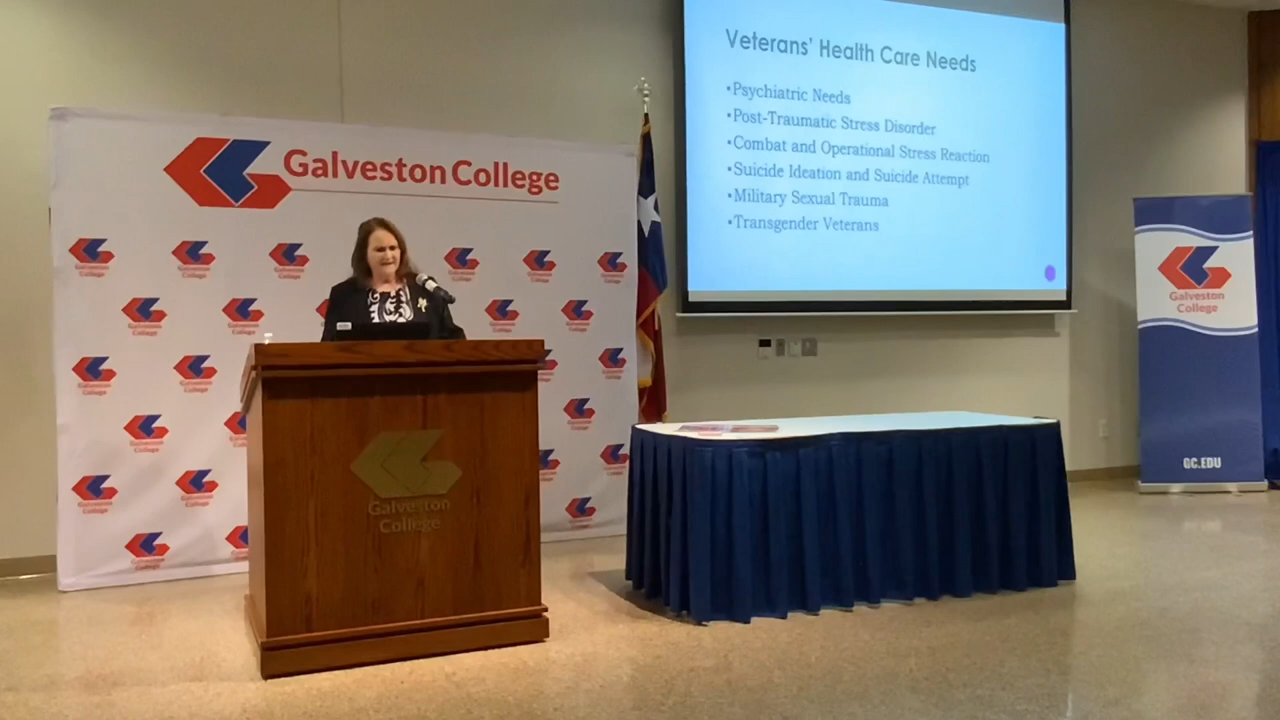 Galveston College
Veterans' Health Care Needs
▪Psychiatric Needs
▪Post-Traumatic Stress Disorder
▪Combat and Operational Stress Reaction
▪Suicide Ideation and Suicide Attempt
▪Military Sexual Trauma
▪Transgender Veterans
Galveston
College
GC.EDU
Galveston
College